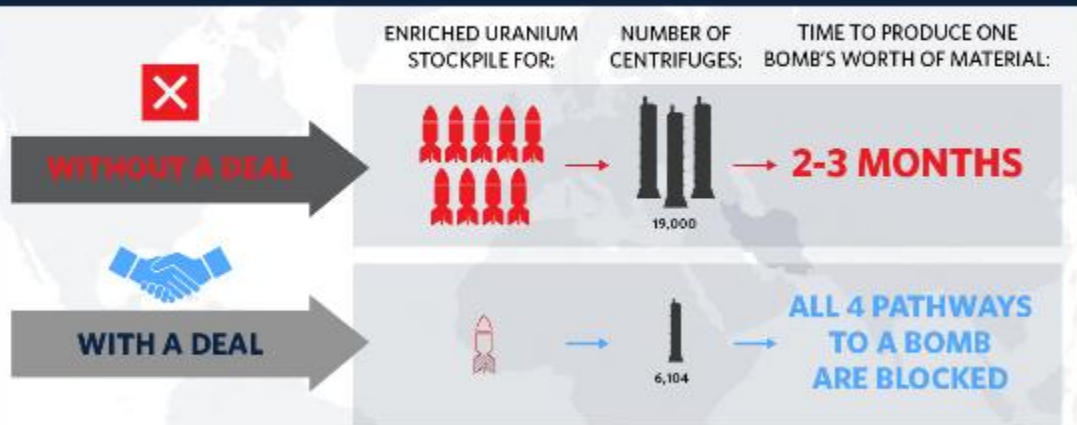 ENRICHED URANIUM
STOCKPILE FOR:
NUMBER OF
CENTRIFUGES:
TIME TO PRODUCE ONE
BOMB'S WORTH OF MATERIAL:
WITHOUT A DEAL
19,000
2-3 MONTHS
WITH A DEAL
6,104
ALL 4 PATHWAYS
TO A BOMB
ARE BLOCKED